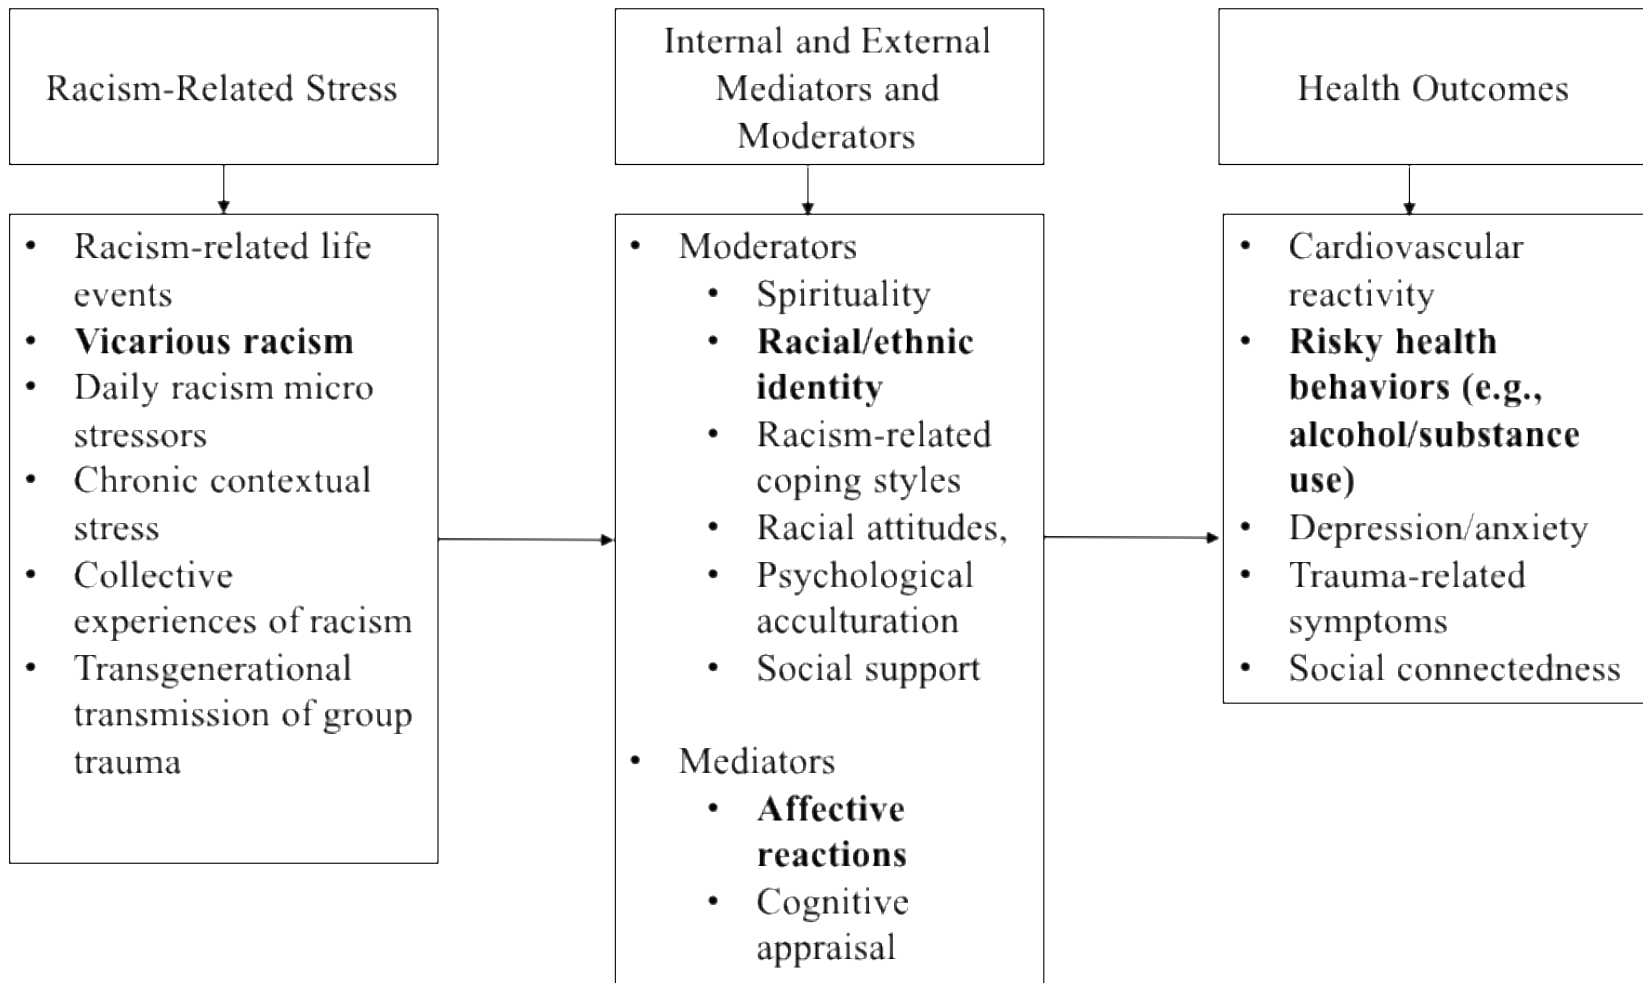 Racism-Related Stress
Internal and External
Mediators and
Moderators
Health Outcomes
• Racism-related life
events
• Vicarious racism
• Daily racism micro
stressors
• Chronic contextual
stress
• Collective
experiences of racism
• Transgenerational
transmission of group
trauma
• Moderators
• Spirituality
• Racial/ethnic
identity
• Racism-related
coping styles
• Racial attitudes,
• Psychological
acculturation
• Social support
• Mediators
• Affective
reactions
• Cognitive
appraisal
• Cardiovascular
reactivity
• Risky health
behaviors (e.g.,
alcohol/substance
use)
• Depression/anxiety
• Trauma-related
symptoms
• Social connectedness